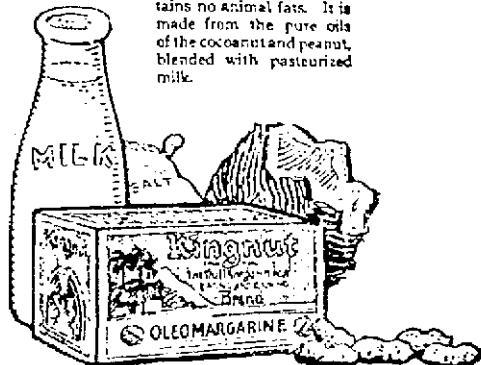 tains no animal fats. It is
made from the pure oils
of the cocoanut and peanut,
blended with pasteurized
milk.
MILK
SALT
Kingnut
BRAND
OLEOMARGARINE